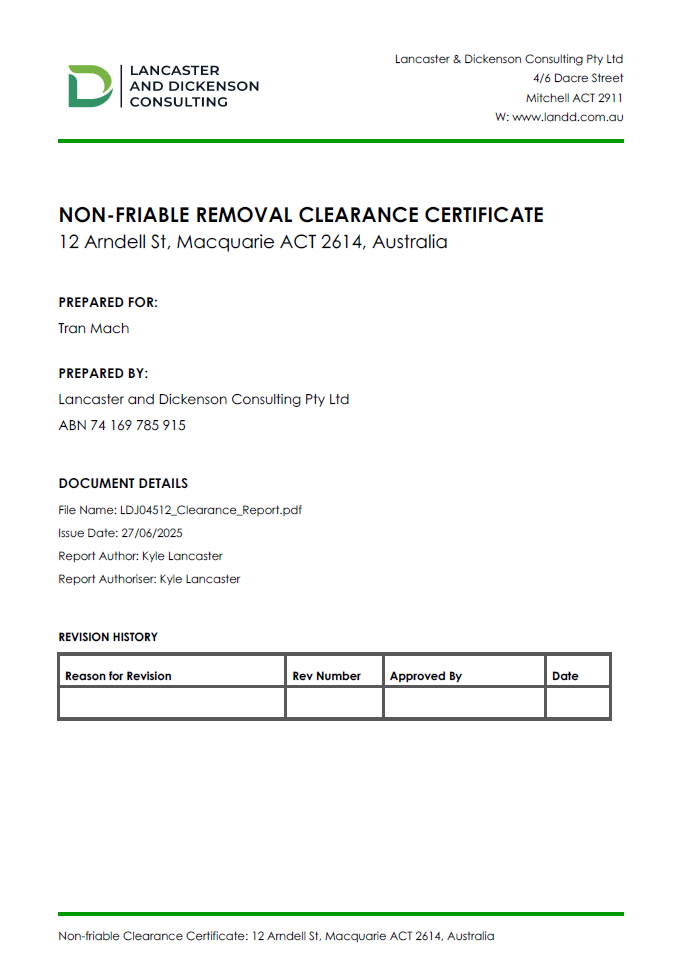 LANCASTER
AND DICKENSON
CONSULTING
Lancaster & Dickenson Consulting Pty Ltd
4/6 Dacre Street
Mitchell ACT 2911
W: www.landd.com.au
NON-FRIABLE REMOVAL CLEARANCE CERTIFICATE
12 Arndell St, Macquarie ACT 2614, Australia
PREPARED FOR:
Tran Mach
PREPARED BY:
Lancaster and Dickenson Consulting Pty Ltd
ABN 74 169 785 915
DOCUMENT DETAILS
File Name: LDJ04512_Clearance_Report.pdf
Issue Date: 27/06/2025
Report Author: Kyle Lancaster
Report Authoriser: Kyle Lancaster
REVISION HISTORY
Reason for Revision Rev Number Approved By Date
Non-friable Clearance Certificate: 12 Arndell St, Macquarie ACT 2614, Australia